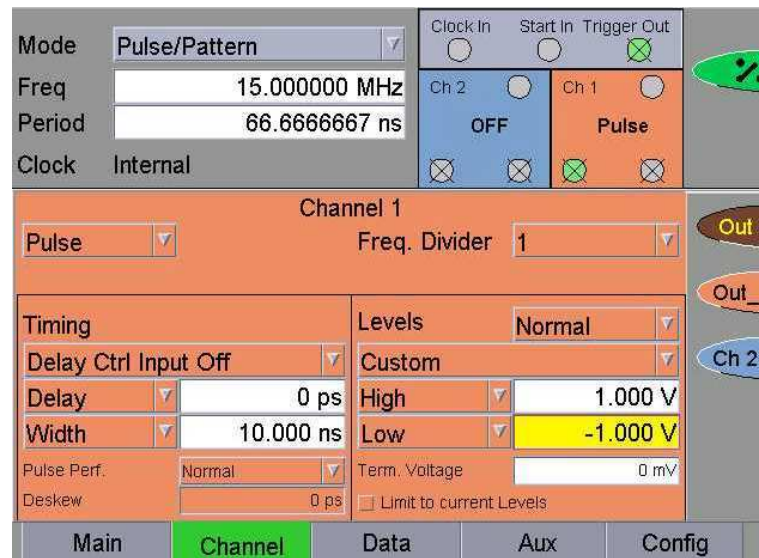 Mode Pulse/Pattern
Freq 15.000000 MHz
Period 66.6666667 ns
Clock Internal
Clock In Start In Trigger Out
Ch 2 Ch 1
OFF Pulse
Channel 1
Pulse Freq. Divider 1
Timing
Delay Ctrl Input Off
Delay 0 ps
Width 10.000 ns
Pulse Perf. Normal
Deskew 0 ps
Levels Normal
Custom
High 1.000 V
Low -1.000 V
Term. Voltage 0 mV
Limit to current Levels
Out
Out_
Ch 2
Main Channel Data Aux Config